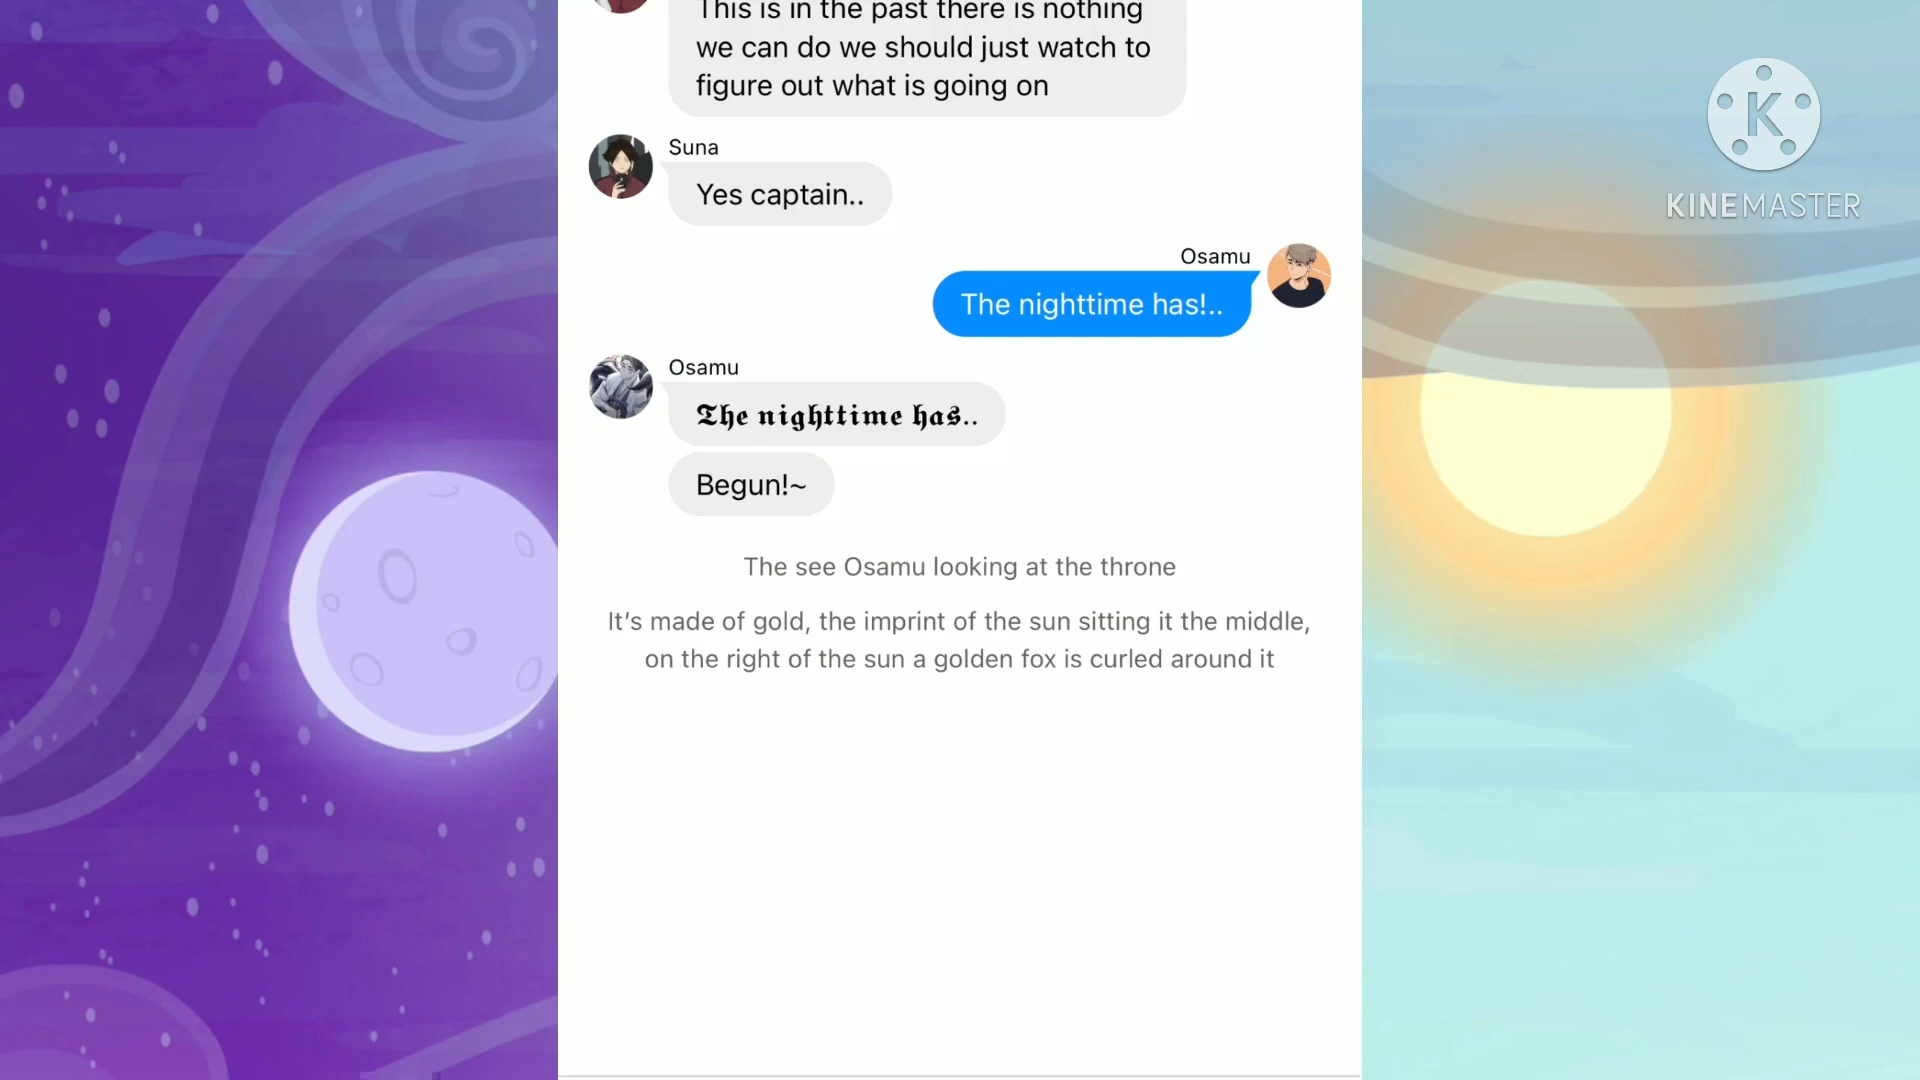 This is in the past there is nothing
we can do we should just watch to
figure out what is going on
Suna
Yes captain..
Osamu
The nighttime has!..
Osamu
𝕿𝖍𝖊 𝖓𝖎𝖌𝖍𝖙𝖙𝖎𝖒𝖊 𝖍𝖆𝖘..
Begun!~
The see Osamu looking at the throne
It’s made of gold, the imprint of the sun sitting it the middle,
on the right of the sun a golden fox is curled around it
K
KINEMASTER